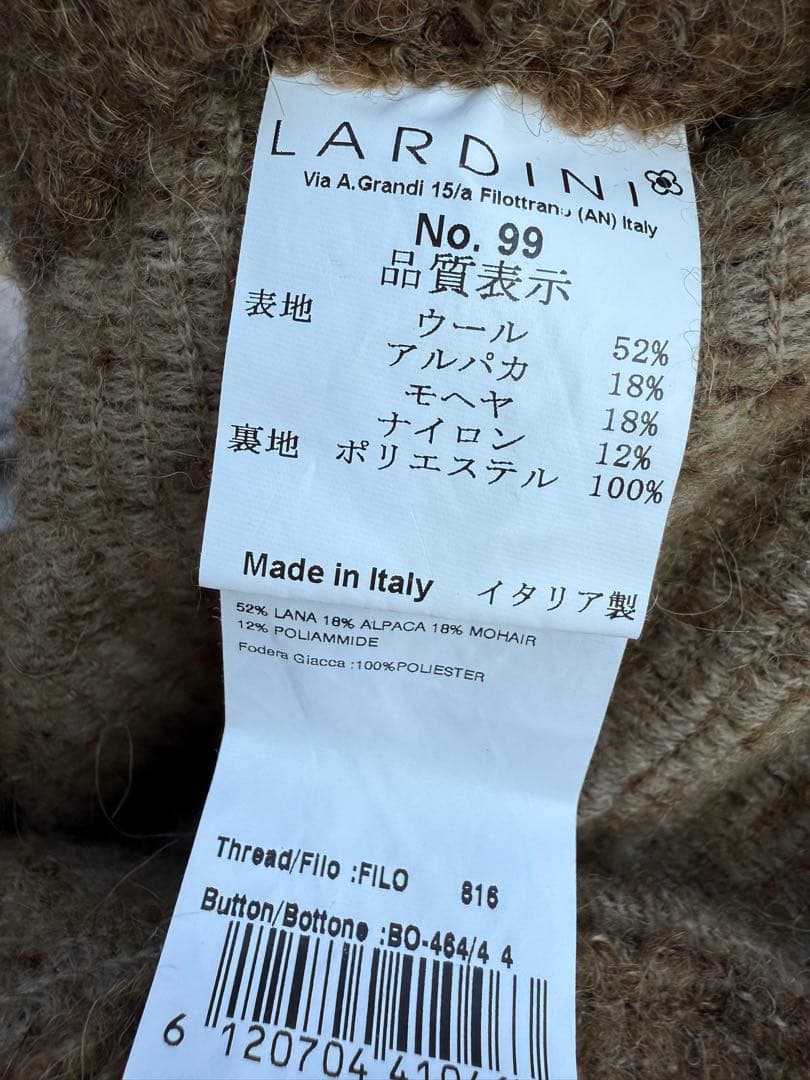 LARDINI
Via A.Grandi 15/a Filottrano (AN) Italy
No. 99
品質表示
表地 ウール 52%
アルパカ 18%
モヘヤ 18%
ナイロン 12%
裏地 ポリエステル 100%
Made in Italy イタリア製
52% LANA 18% ALPACA 18% MOHAIR
12% POLIAMMIDE
Fodera Giacca :100%POLIESTER
Thread/Filo :FILO 816
Button/Bottone :BO-464/4 4
6 120704